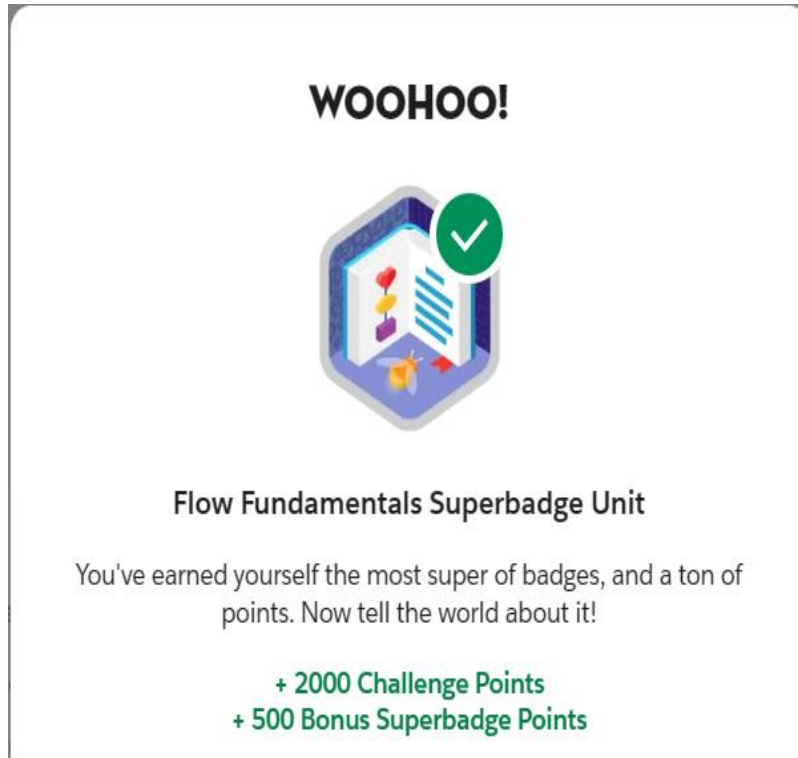 WOOHOO!
Flow Fundamentals Superbadge Unit
You've earned yourself the most super of badges, and a ton of
points. Now tell the world about it!
+ 2000 Challenge Points
+ 500 Bonus Superbadge Points